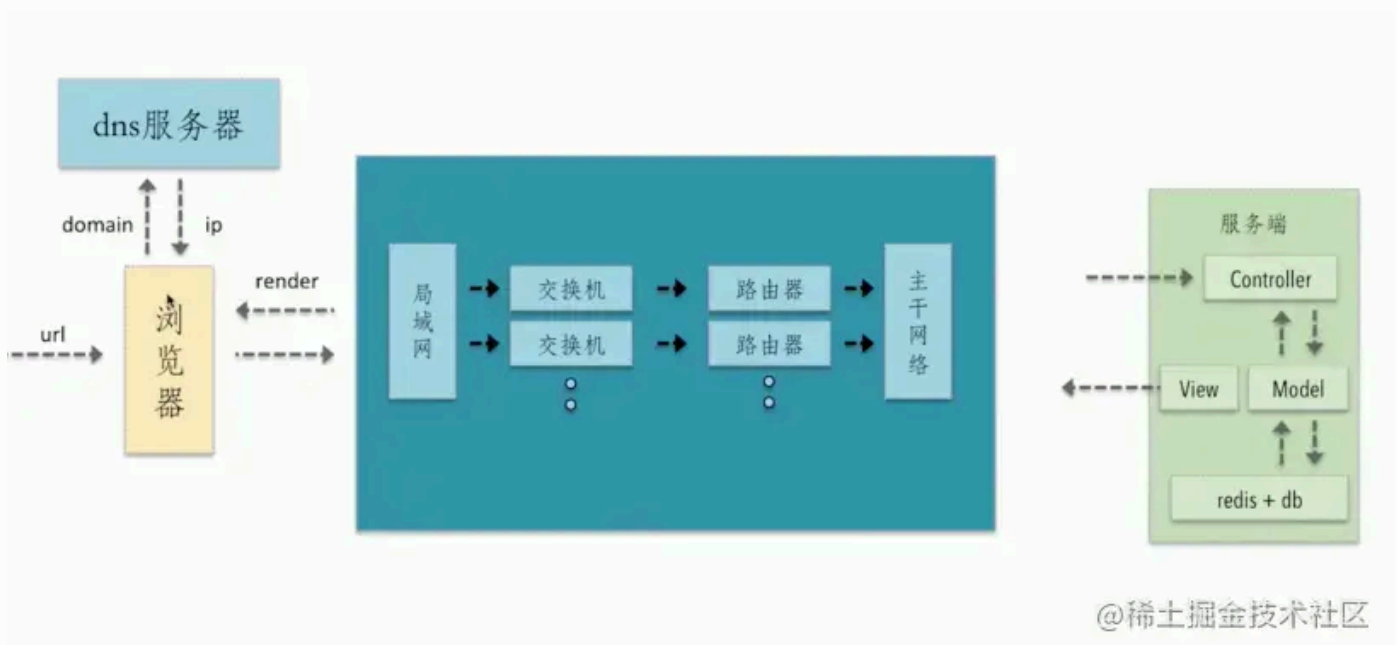 dns服务器
domain
ip
url
浏览器
render
局域网
交换机
路由器
交换机
路由器
主干网络
服务端
Controller
View
Model
redis + db
@稀土掘金技术社区